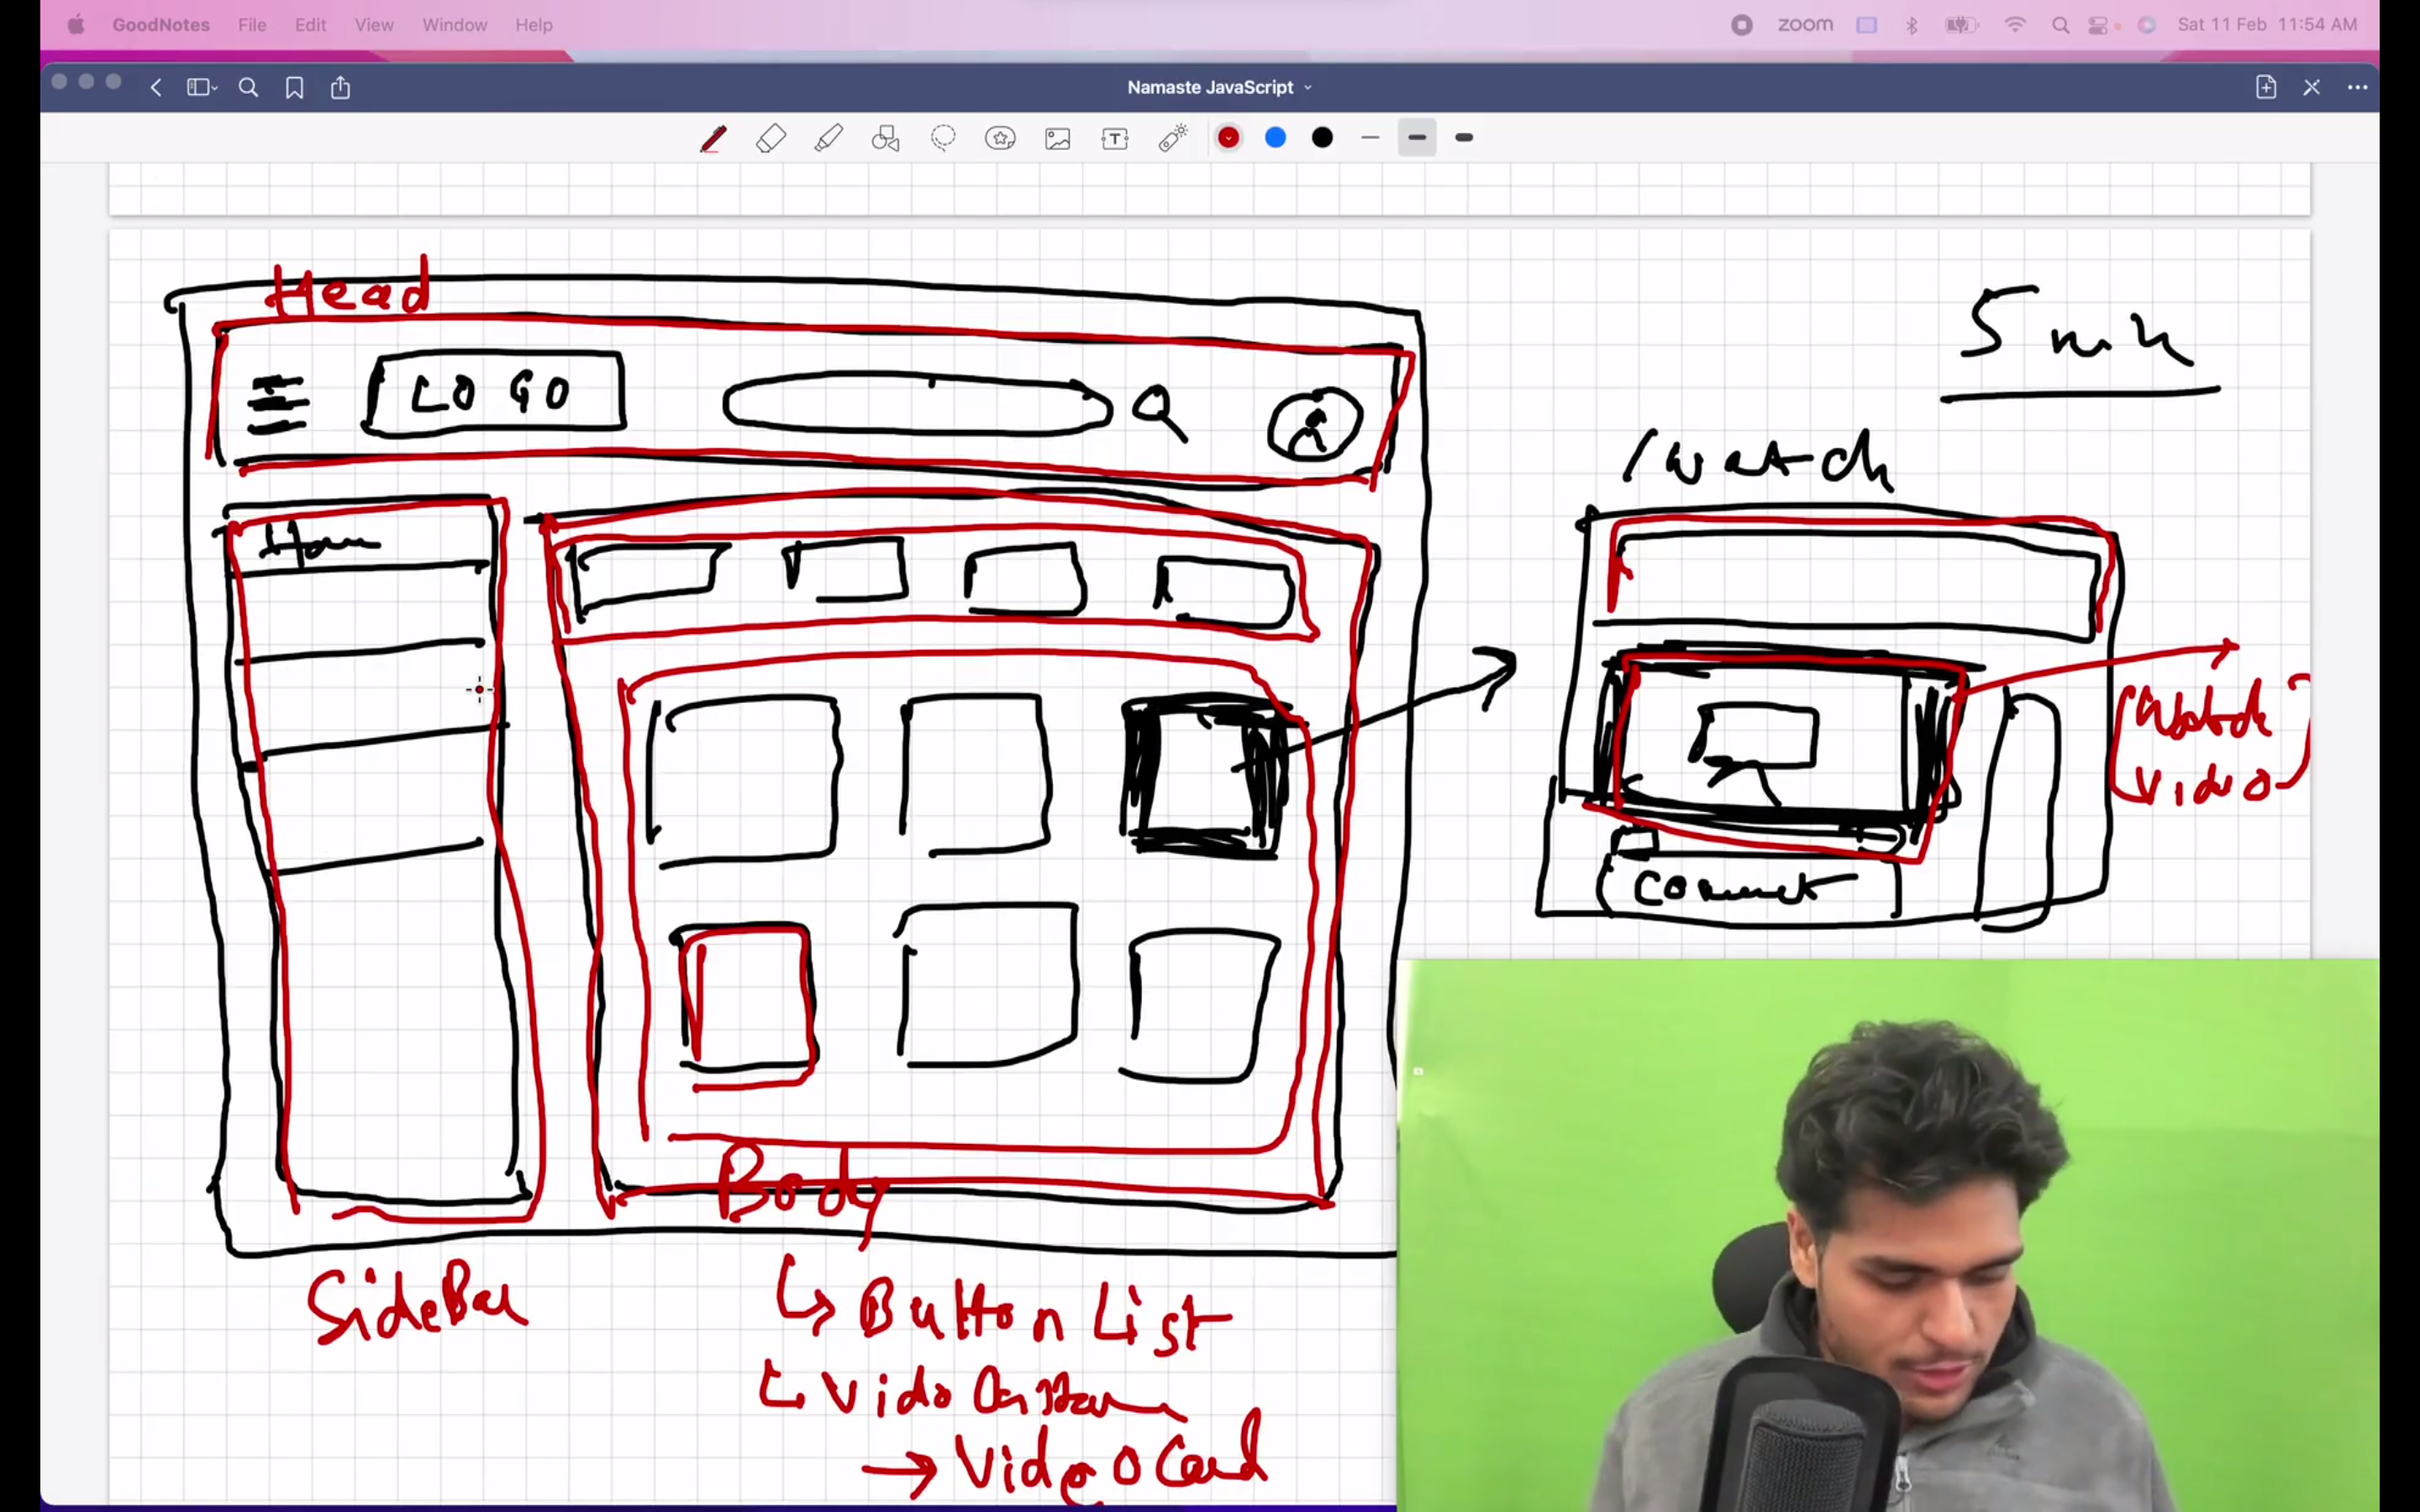 GoodNotes File Edit View Window Help zoom Sat 11 Feb 11:54 AM
Namaste JavaScript
T
Head
5 min
LOGO
/watch
Home
Watch
Video
Comment
Body
SideBar
Button List
Video
Video Card